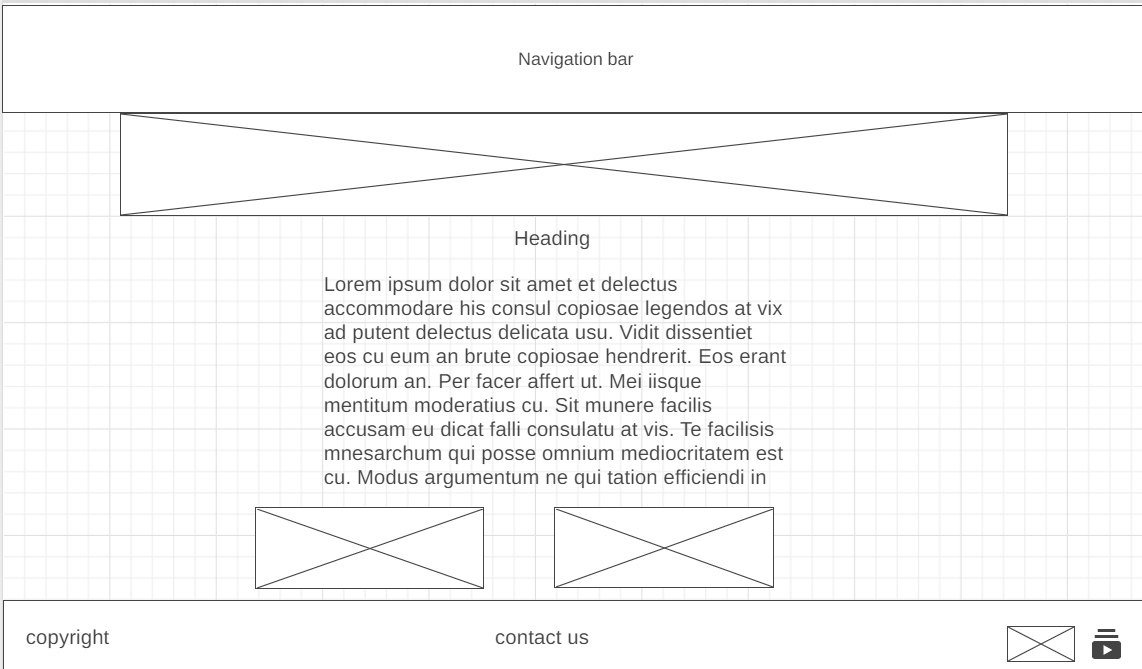 Navigation bar
Heading
Lorem ipsum dolor sit amet et delectus
accommodare his consul copiosae legendos at vix
ad putent delectus delicata usu. Vidit dissentiet
eos cu eum an brute copiosae hendrerit. Eos erant
dolorum an. Per facer affert ut. Mei iisque
mentitum moderatius cu. Sit munere facilis
accusam eu dicat falli consulatu at vis. Te facilisis
mnesarchum qui posse omnium mediocritatem est
cu. Modus argumentum ne qui tation efficiendi in
copyright
contact us